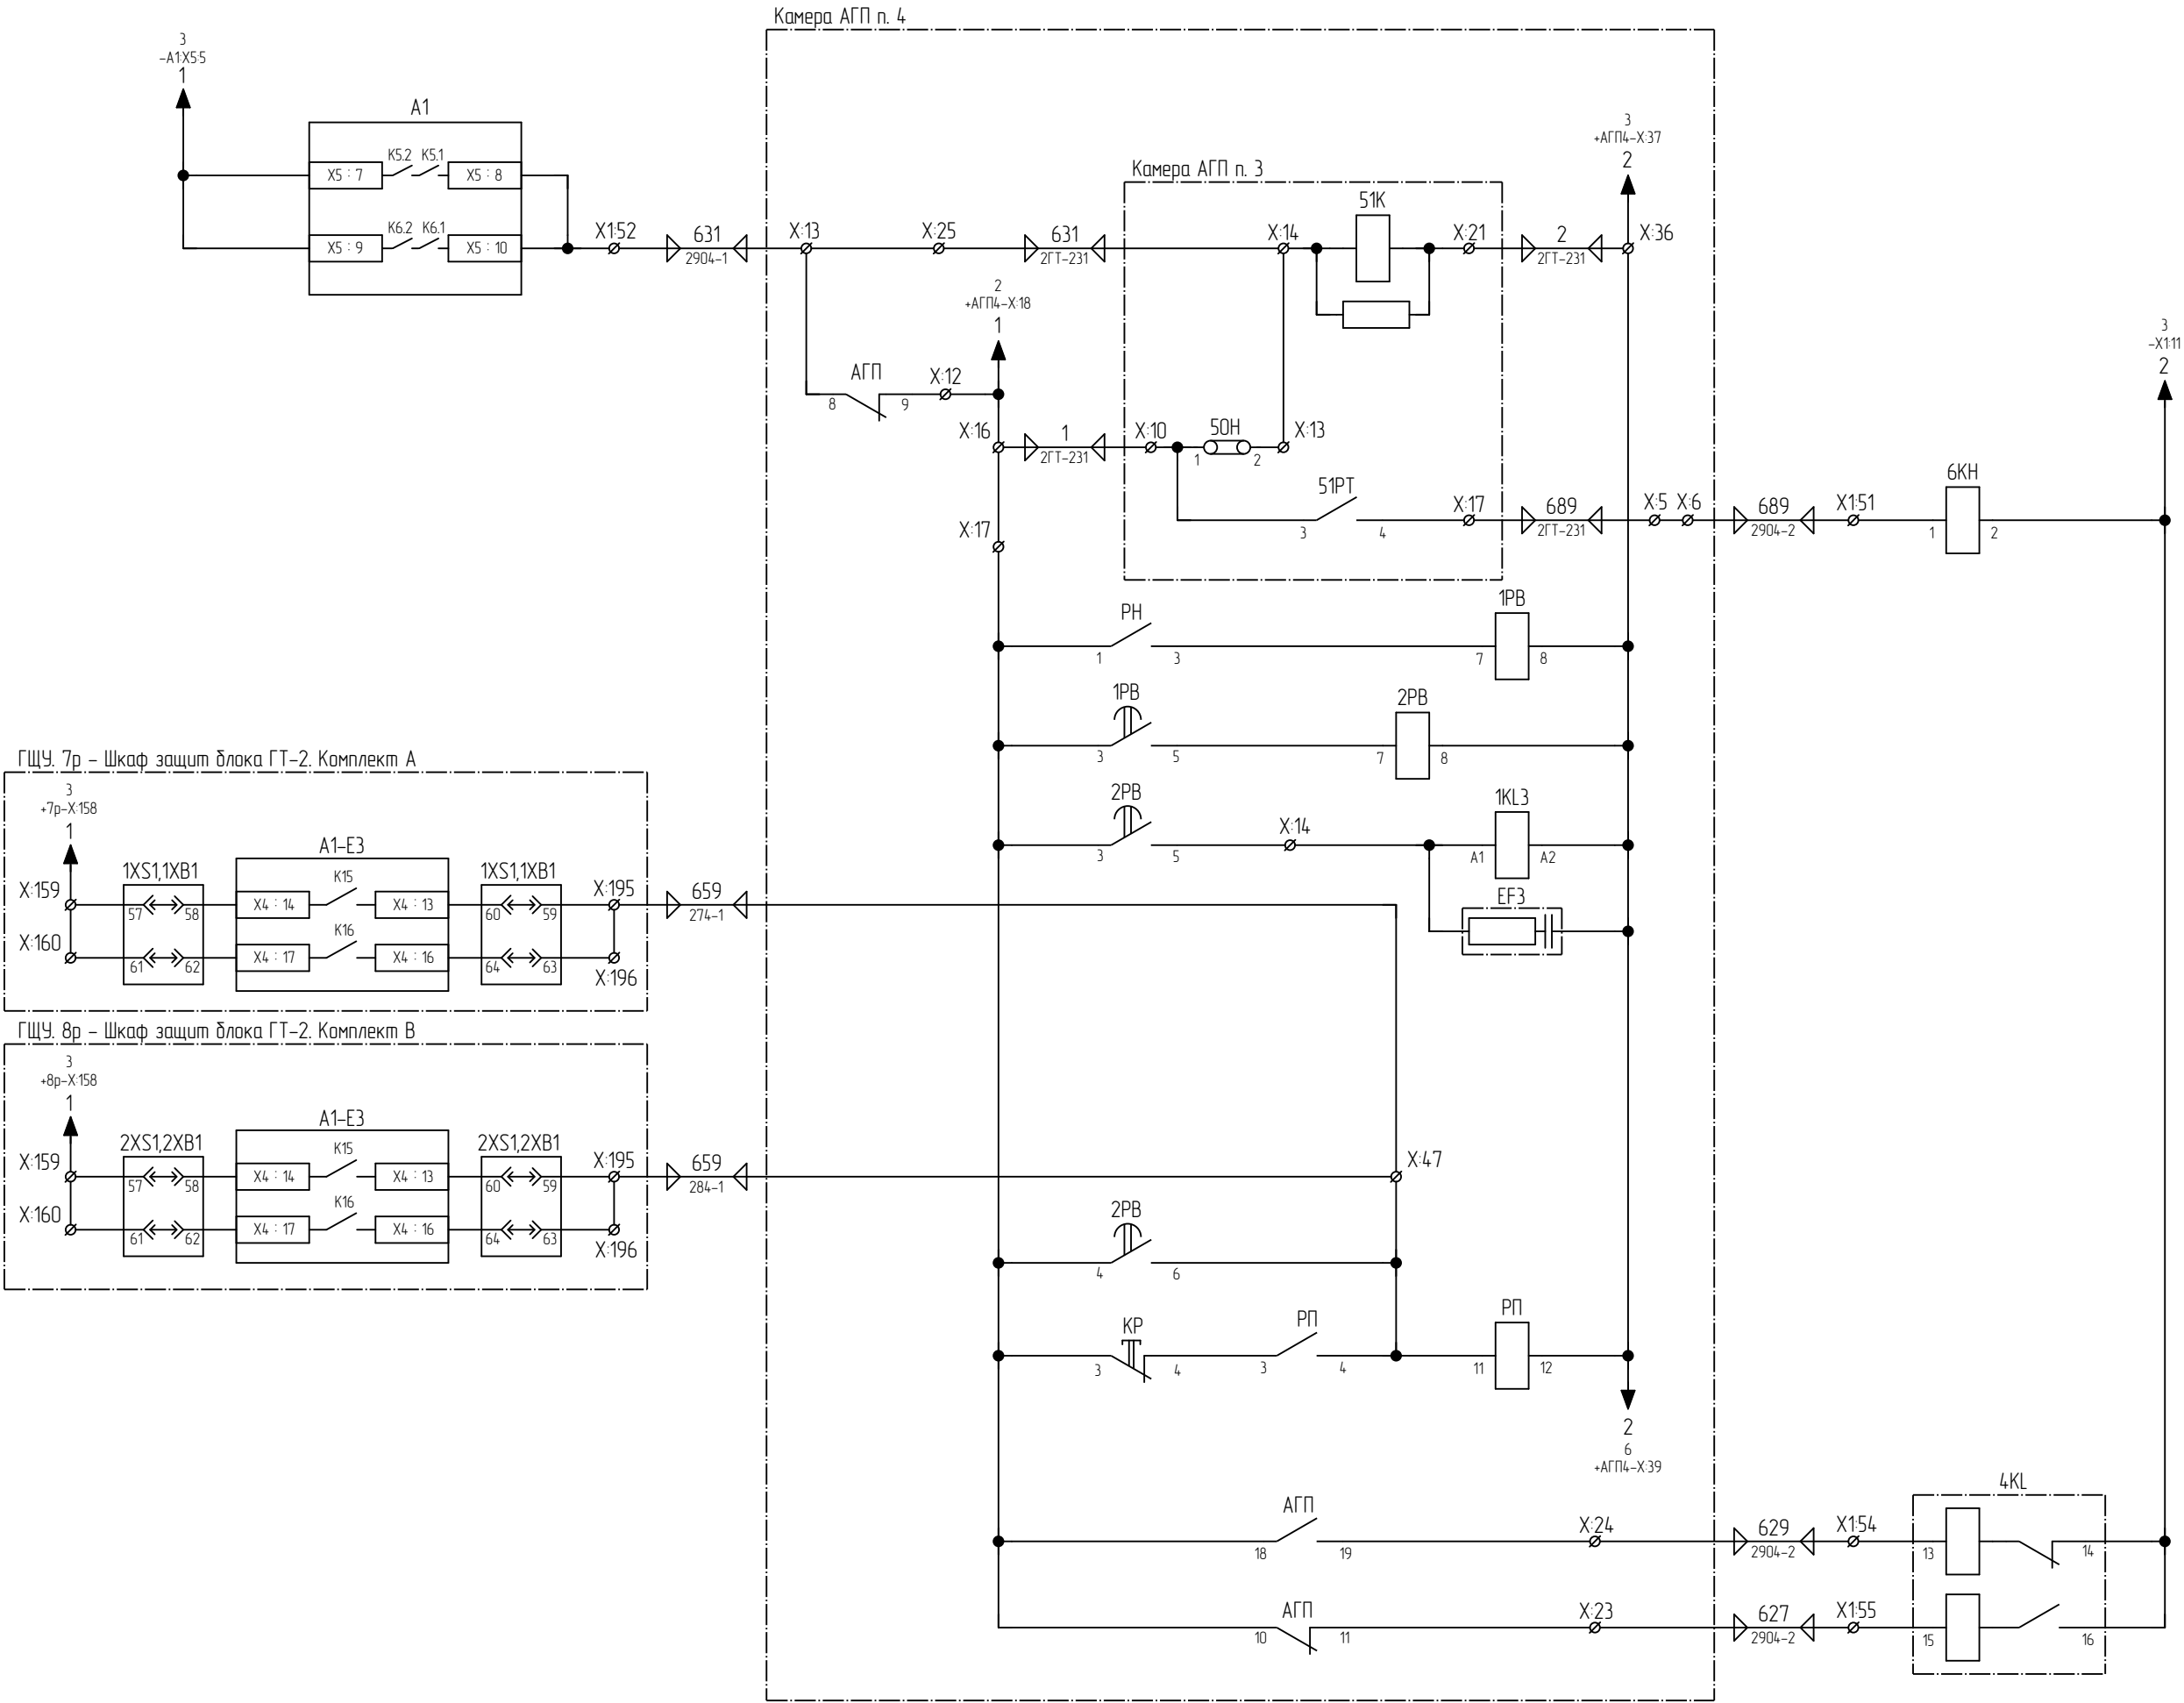 Камера АГП п. 4
3
-А1:Х5:5
1
А1
К5.2 К5.1
Х5 : 7
Х5 : 8
К6.2 К6.1
Х5 : 9
Х5 : 10
Х1:52
631
2904-1
Х:13
Х:25
631
2ГТ-231
Камера АГП п. 3
Х:14
51К
Х:21
2
2ГТ-231
3
+АГП4-Х:37
2
Х:36
2
+АГП4-Х:18
1
АГП
8
9
Х:12
Х:16
1
2ГТ-231
Х:10
50Н
1
2
Х:13
51РТ
3
4
Х:17
689
2ГТ-231
Х:5 Х:6
689
2904-2
Х1:51
6КН
1
2
3
-Х1:11
2
Х:17
РН
1
3
1РВ
7
8
1РВ
3
5
2РВ
7
8
2РВ
3
5
Х:14
1KL3
А1
А2
EF3
ГЩУ. 7р - Шкаф защит блока ГТ-2. Комплект А
3
+7р-Х:158
1
Х:159
Х:160
1XS1,1XB1
57
58
61
62
А1-Е3
К15
Х4 : 14
Х4 : 13
К16
Х4 : 17
Х4 : 16
1XS1,1XB1
60
59
64
63
Х:195
Х:196
659
274-1
ГЩУ. 8р - Шкаф защит блока ГТ-2. Комплект В
3
+8р-Х:158
1
Х:159
Х:160
2XS1,2XB1
57
58
61
62
А1-Е3
К15
Х4 : 14
Х4 : 13
К16
Х4 : 17
Х4 : 16
2XS1,2XB1
60
59
64
63
Х:195
Х:196
659
284-1
Х:47
2РВ
4
6
КР
3
4
РП
3
4
РП
11
12
2
6
+АГП4-Х:39
АГП
18
19
Х:24
629
2904-2
Х1:54
4KL
13
14
АГП
10
11
Х:23
627
2904-2
Х1:55
15
16